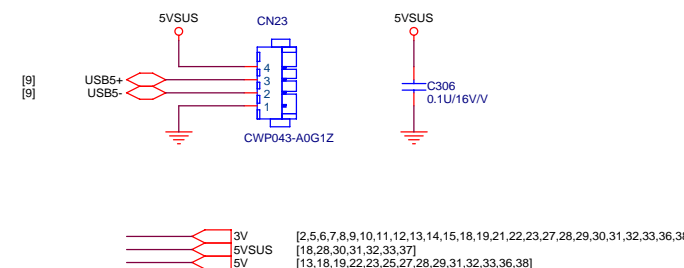 5VSUS CN23 5VSUS
4
[9] USB5+ 3
[9] USB5- 2
1
C306
0.1U/16V/V
CWP043-A0G1Z
3V [2,5,6,7,8,9,10,11,12,13,14,15,18,19,21,22,23,27,28,29,30,31,32,33,36,38
5VSUS [18,28,30,31,32,33,37]
5V [13,18,19,22,23,25,27,28,29,31,32,33,36,38]